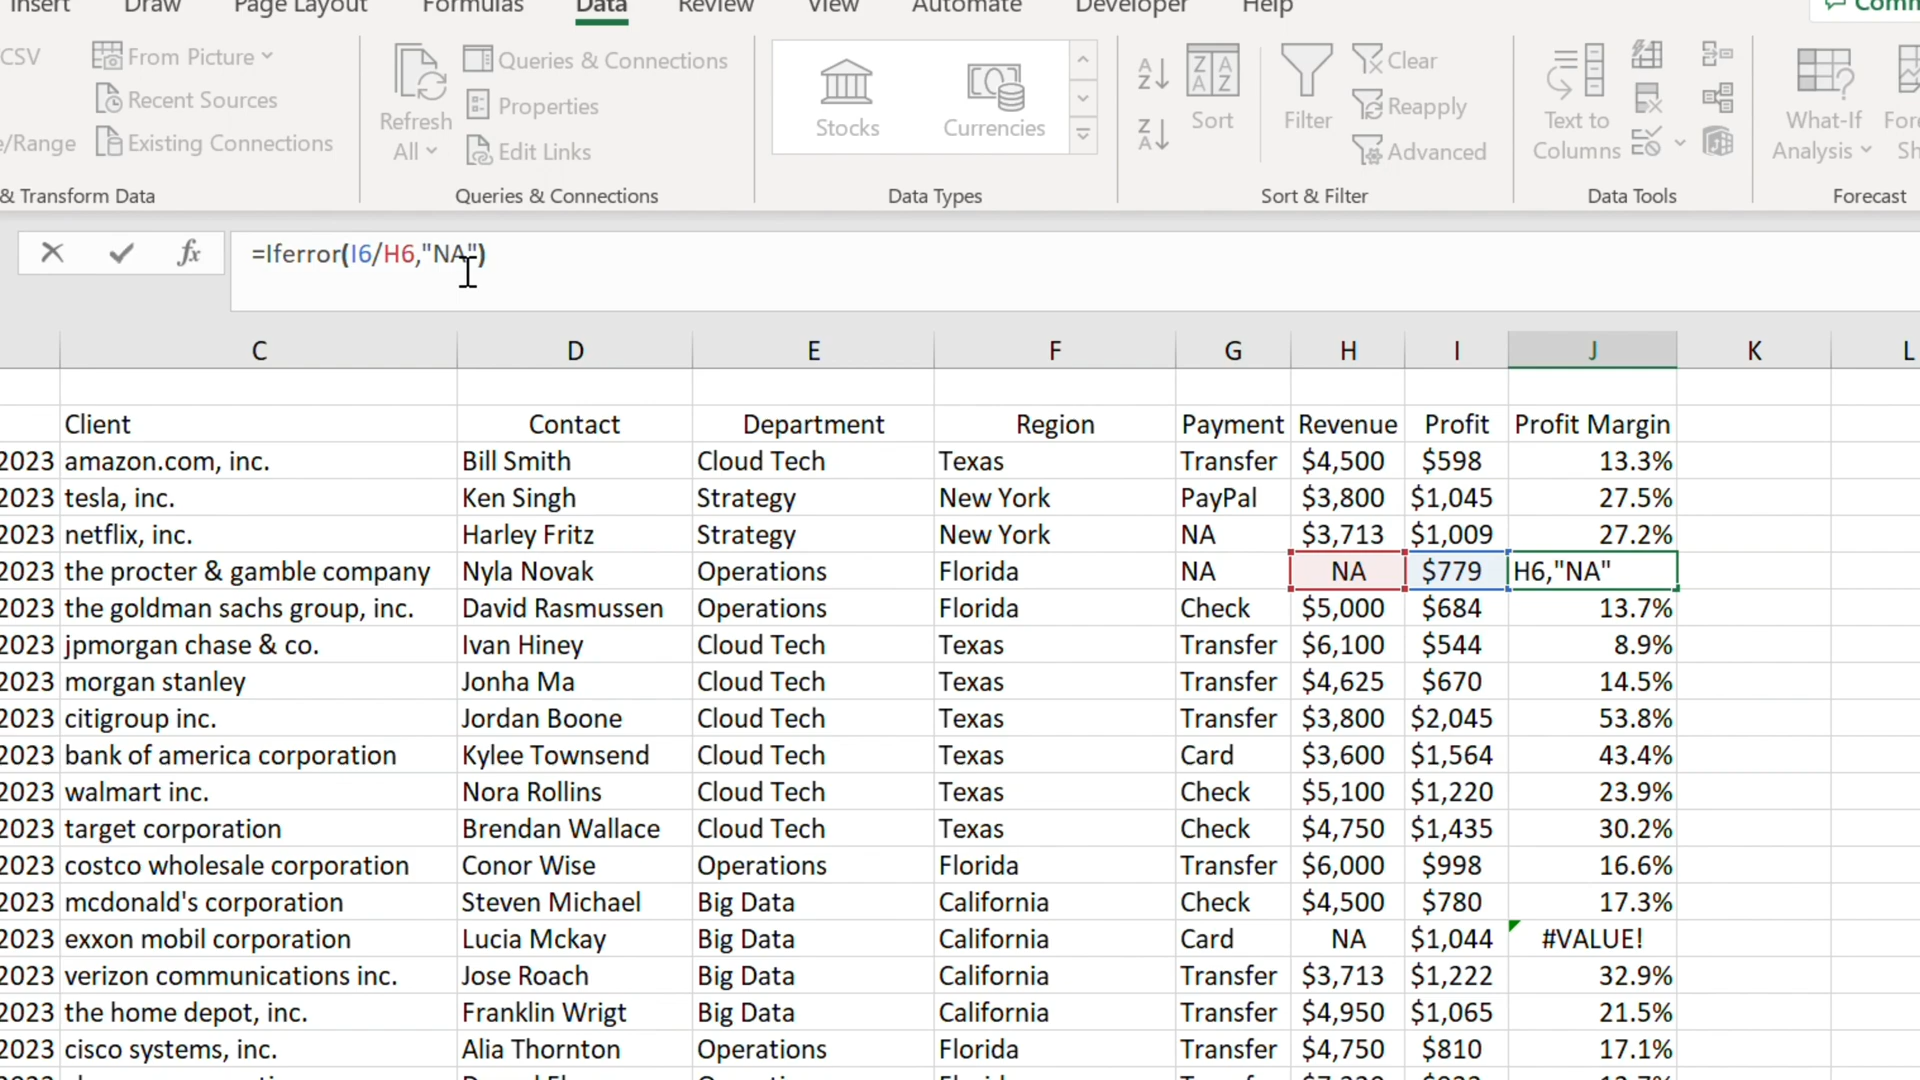 Insert Draw Page Layout Formulas Data Review View Automate Developer Help
CSV From Picture Queries & Connections Clear
Recent Sources Properties Reapply
Refresh All Stocks Currencies Sort Filter Text to Columns What-If Analysis
e/Range Existing Connections Edit Links Advanced
& Transform Data Queries & Connections Data Types Sort & Filter Data Tools Forecast
fx =Iferror(I6/H6,"NA")
C D E F G H I J K L
Client Contact Department Region Payment Revenue Profit Profit Margin
2023 amazon.com, inc. Bill Smith Cloud Tech Texas Transfer $4,500 $598 13.3%
2023 tesla, inc. Ken Singh Strategy New York PayPal $3,800 $1,045 27.5%
2023 netflix, inc. Harley Fritz Strategy New York NA $3,713 $1,009 27.2%
2023 the procter & gamble company Nyla Novak Operations Florida NA NA $779 H6,"NA"
2023 the goldman sachs group, inc. David Rasmussen Operations Florida Check $5,000 $684 13.7%
2023 jpmorgan chase & co. Ivan Hiney Cloud Tech Texas Transfer $6,100 $544 8.9%
2023 morgan stanley Jonha Ma Cloud Tech Texas Transfer $4,625 $670 14.5%
2023 citigroup inc. Jordan Boone Cloud Tech Texas Transfer $3,800 $2,045 53.8%
2023 bank of america corporation Kylee Townsend Cloud Tech Texas Card $3,600 $1,564 43.4%
2023 walmart inc. Nora Rollins Cloud Tech Texas Check $5,100 $1,220 23.9%
2023 target corporation Brendan Wallace Cloud Tech Texas Check $4,750 $1,435 30.2%
2023 costco wholesale corporation Conor Wise Operations Florida Transfer $6,000 $998 16.6%
2023 mcdonald's corporation Steven Michael Big Data California Check $4,500 $780 17.3%
2023 exxon mobil corporation Lucia Mckay Big Data California Card NA $1,044 #VALUE!
2023 verizon communications inc. Jose Roach Big Data California Transfer $3,713 $1,222 32.9%
2023 the home depot, inc. Franklin Wrigt Big Data California Transfer $4,950 $1,065 21.5%
2023 cisco systems, inc. Alia Thornton Operations Florida Transfer $4,750 $810 17.1%